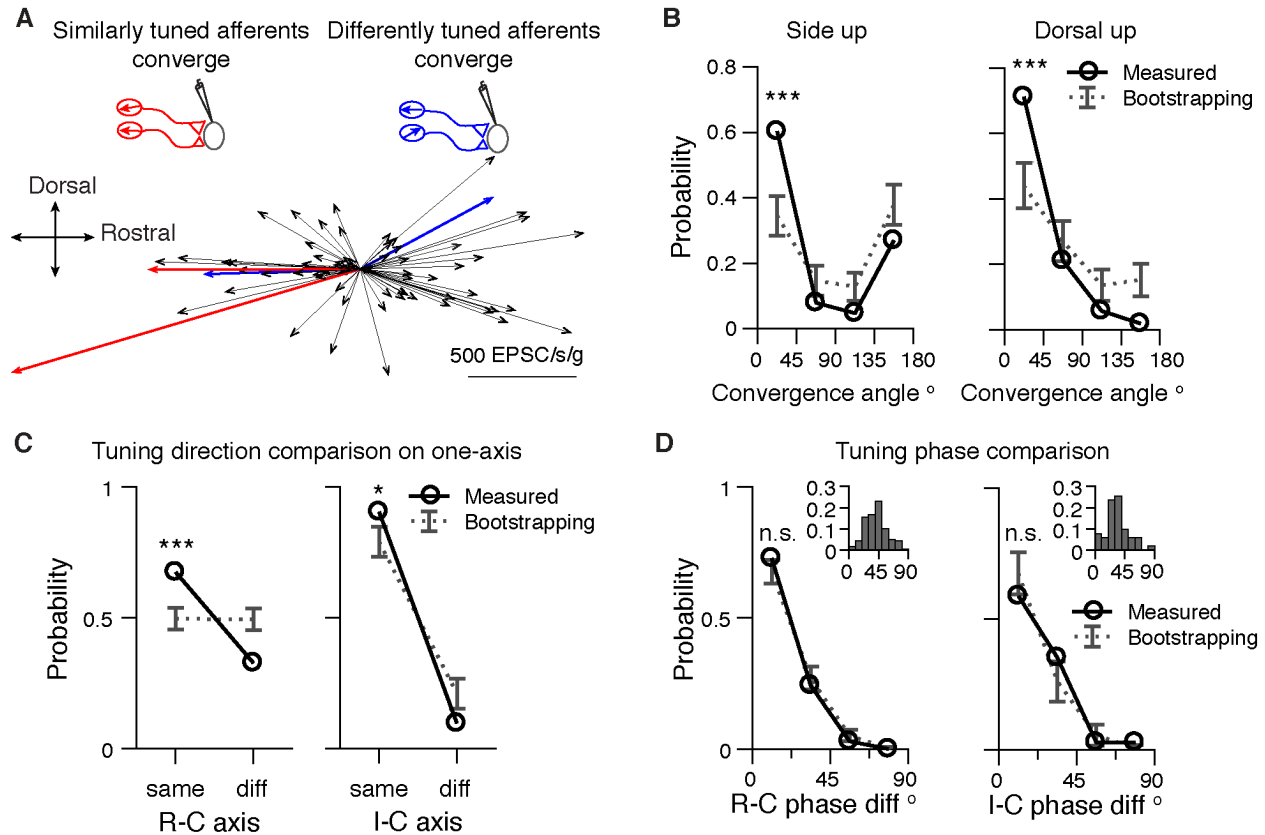 A
Similarly tuned afferents
converge
Differently tuned afferents
converge
Dorsal
Rostral
500 EPSC/s/g
B
Side up
Dorsal up
Probability
0.8
0.6
0.4
0.2
0
***
0 45 90 135 180
Convergence angle °
***
Measured
Bootstrapping
0 45 90 135 180
Convergence angle °
C
Tuning direction comparison on one-axis
Probability
1
0.5
0
***
same diff
R-C axis
*
Measured
Bootstrapping
same diff
I-C axis
D
Tuning phase comparison
Probability
1
0.5
0
n.s.
0.3
0.2
0.1
0
0 45 90
0 45 90
R-C phase diff °
n.s.
0.3
0.2
0.1
0
0 45 90
Measured
Bootstrapping
0 45 90
I-C phase diff °